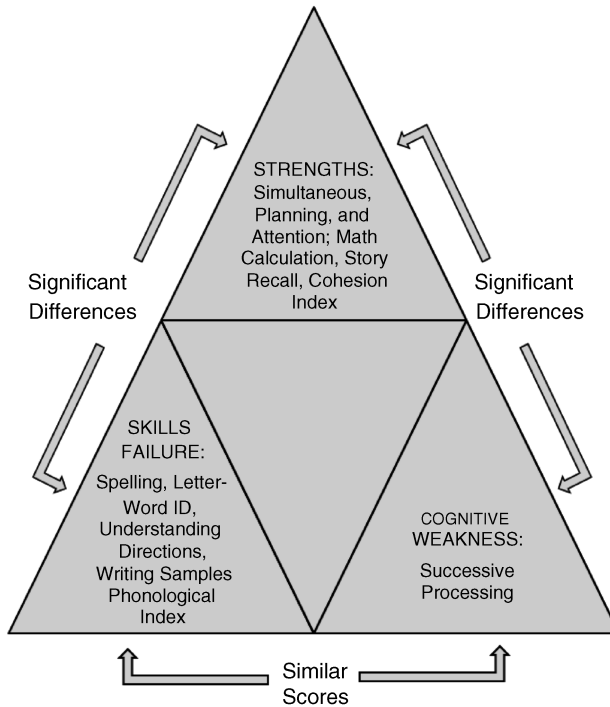 STRENGTHS:
Simultaneous,
Planning, and
Attention; Math
Calculation, Story
Recall, Cohesion
Index
Significant
Differences
Significant
Differences
SKILLS
FAILURE:
Spelling, Letter-
Word ID,
Understanding
Directions,
Writing Samples
Phonological
Index
COGNITIVE
WEAKNESS:
Successive
Processing
Similar
Scores